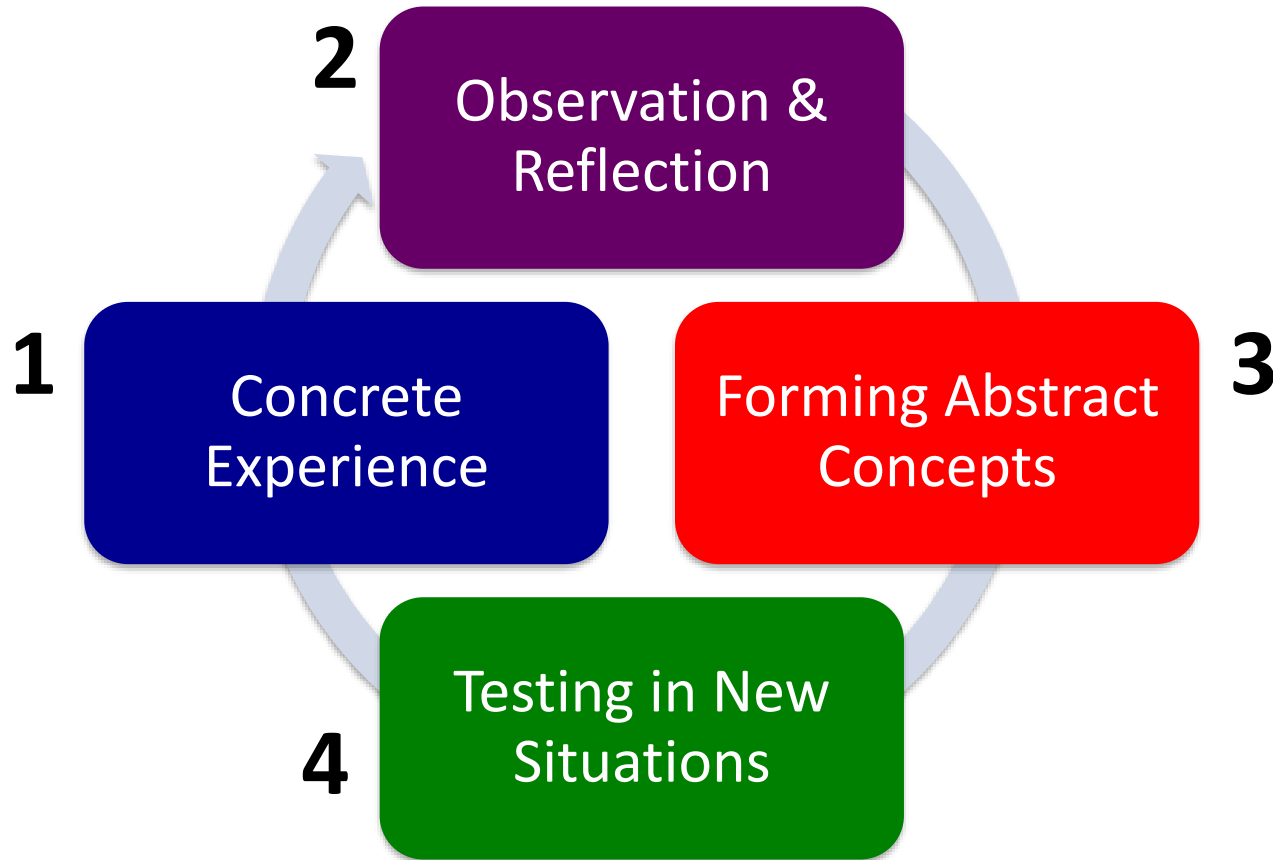 2
Observation &
Reflection
1
Concrete
Experience
Forming Abstract
Concepts
3
4
Testing in New
Situations